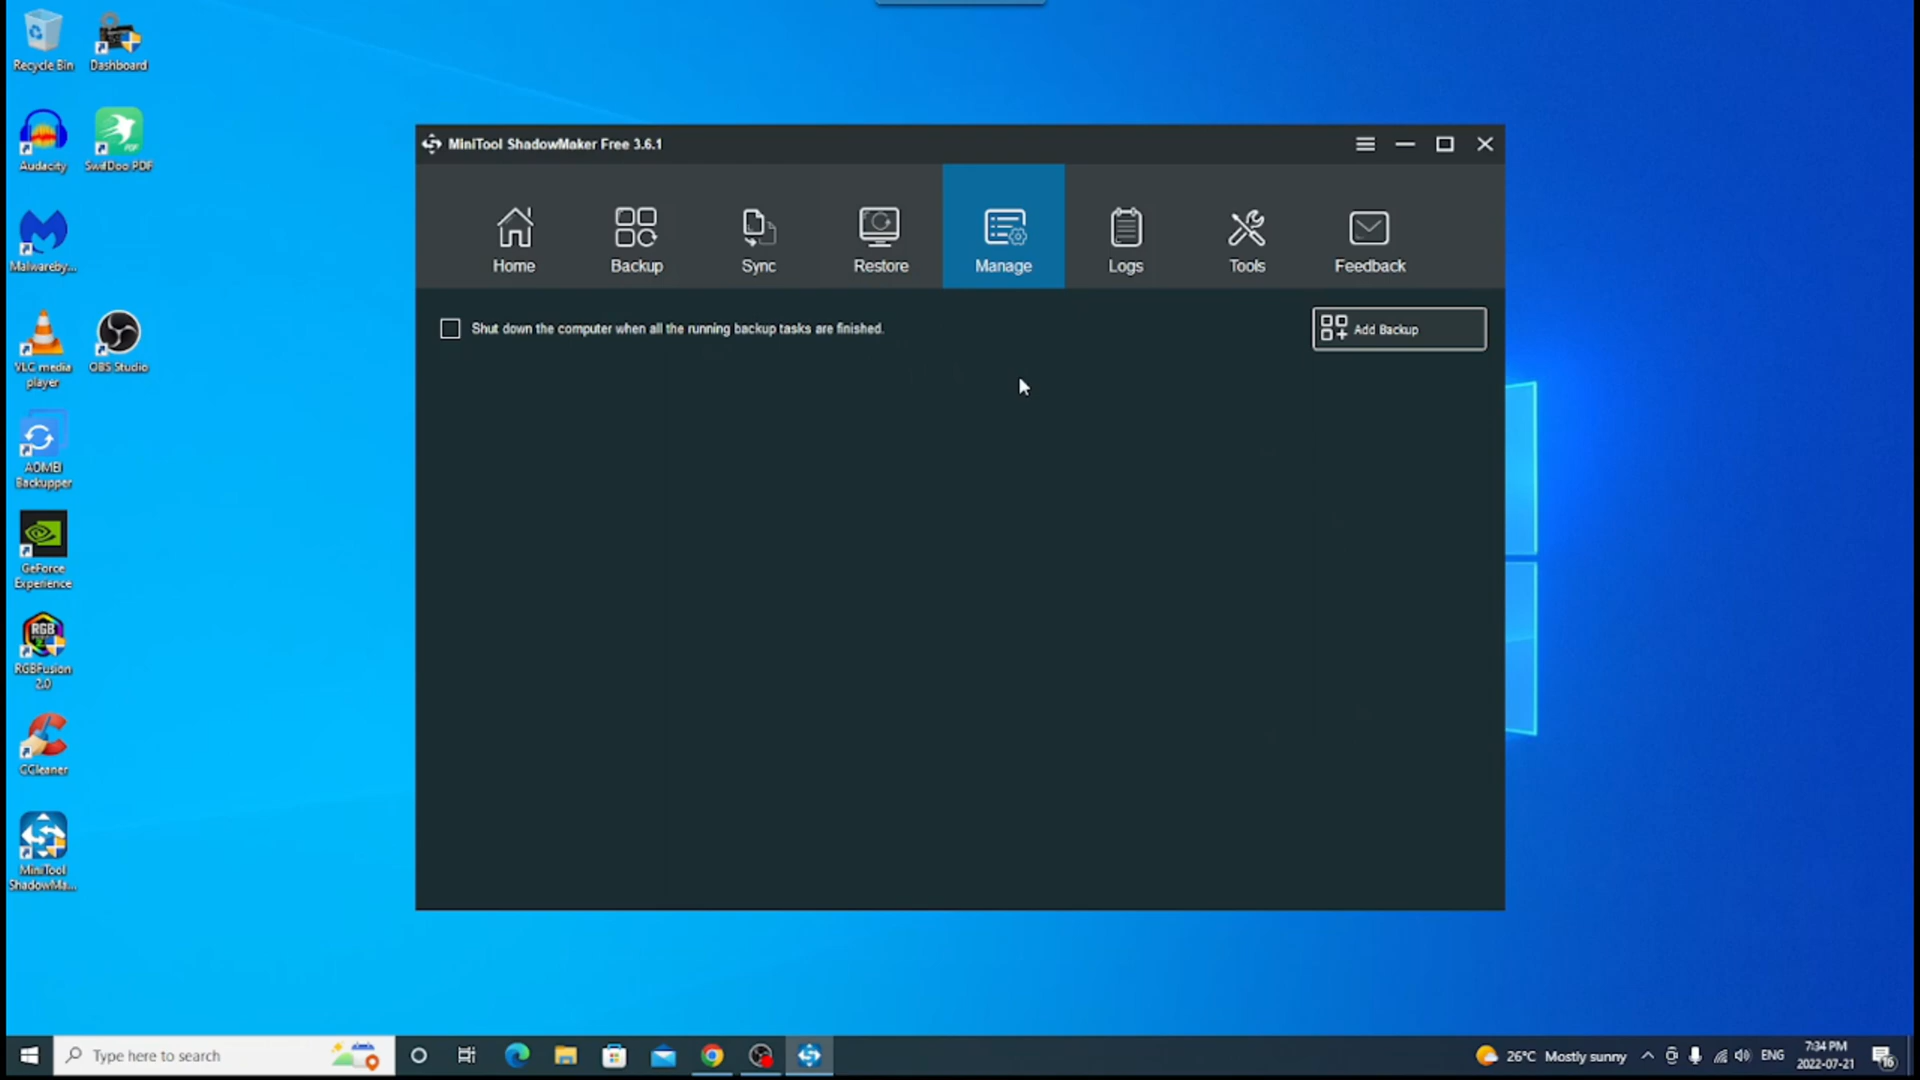 Recycle Bin
Dashboard
Audacity
SwifDoo PDF
Malwareby...
VLC media
player
OBS Studio
AOMEI
Backupper
GeForce
Experience
RGBFusion
2.0
CCleaner
MiniTool
ShadowMa...
MiniTool ShadowMaker Free 3.6.1
Home
Backup
Sync
Restore
Manage
Logs
Tools
Feedback
Shut down the computer when all the running backup tasks are finished.
Add Backup
Type here to search
26°C Mostly sunny
ENG
7:34 PM
2022-07-21
16